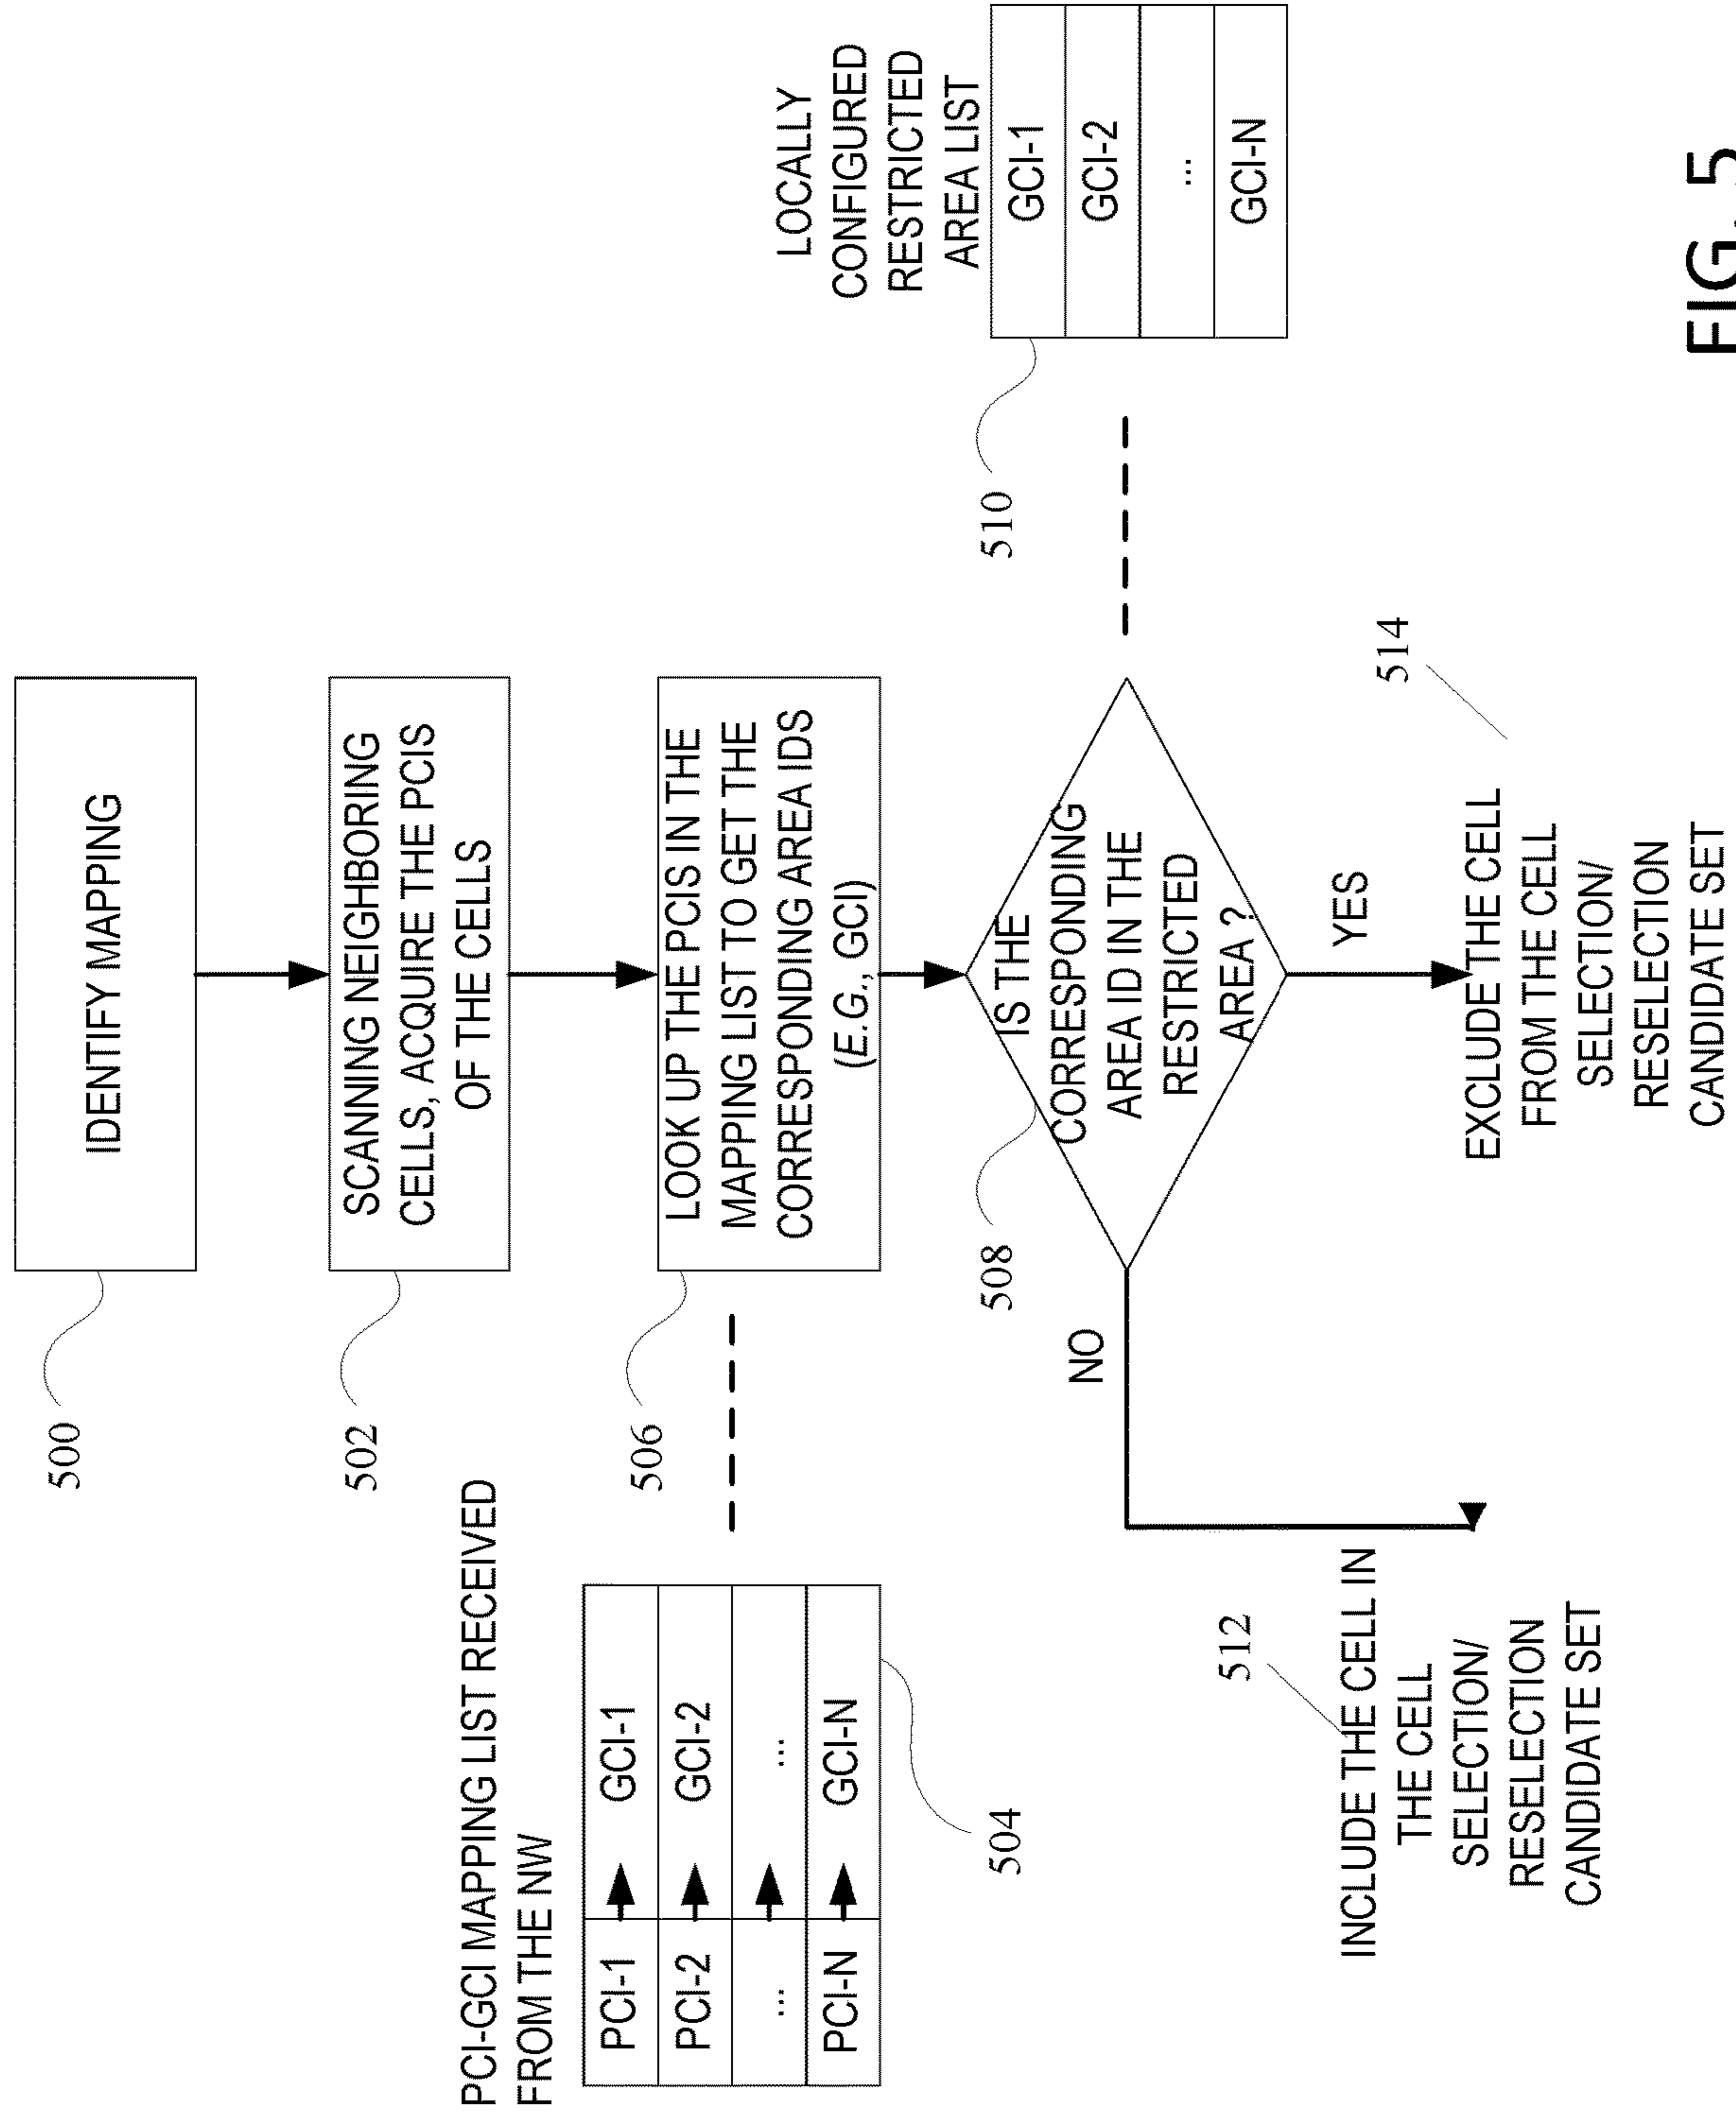 500
IDENTIFY MAPPING
502
SCANNING NEIGHBORING
CELLS, ACQUIRE THE PCIS
OF THE CELLS
PCI-GCI MAPPING LIST RECEIVED
FROM THE NW
PCI-1 GCI-1
PCI-2 GCI-2
... ...
PCI-N GCI-N
504
506
LOOK UP THE PCIS IN THE
MAPPING LIST TO GET THE
CORRESPONDING AREA IDS
(E.G., GCI)
508
IS THE
CORRESPONDING
AREA ID IN THE
RESTRICTED
AREA ?
LOCALLY
CONFIGURED
RESTRICTED
AREA LIST
GCI-1
GCI-2
...
GCI-N
510
NO
YES
512
INCLUDE THE CELL IN
THE CELL
SELECTION/
RESELECTION
CANDIDATE SET
514
EXCLUDE THE CELL
FROM THE CELL
SELECTION/
RESELECTION
CANDIDATE SET
FIG. 5